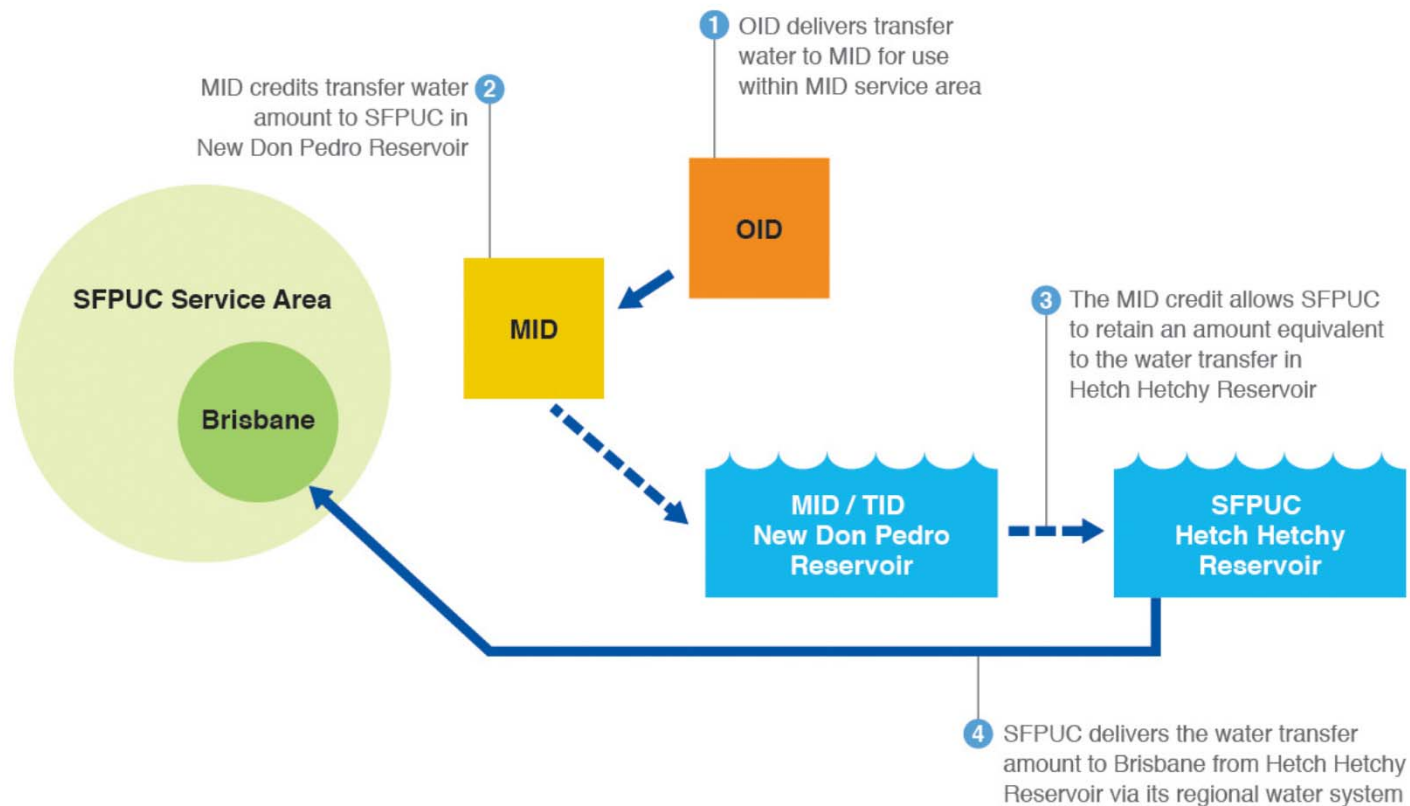 1 OID delivers transfer
water to MID for use
within MID service area
2 MID credits transfer water
amount to SFPUC in
New Don Pedro Reservoir
OID
SFPUC Service Area
MID
Brisbane
3 The MID credit allows SFPUC
to retain an amount equivalent
to the water transfer in
Hetch Hetchy Reservoir
MID / TID
New Don Pedro
Reservoir
SFPUC
Hetch Hetchy
Reservoir
4 SFPUC delivers the water transfer
amount to Brisbane from Hetch Hetchy
Reservoir via its regional water system